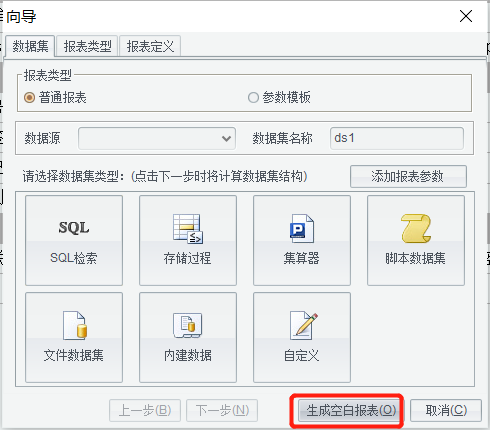 向导
数据集 报表类型 报表定义
报表类型
普通报表 参数模板
数据源 数据集名称 ds1
请选择数据集类型：(点击下一步时将计算数据集结构) 添加报表参数
SQL
SQL检索 存储过程 集算器 脚本数据集
文件数据集 内建数据 自定义
上一步(B) 下一步(N) 生成空白报表(O) 取消(C)